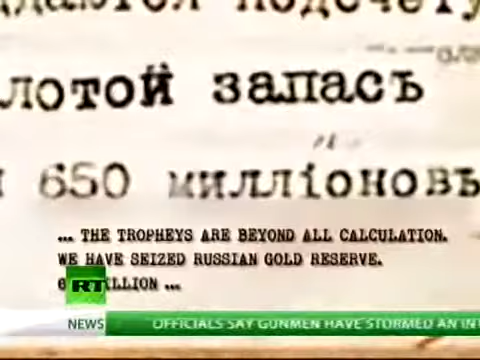 лотой запасъ
650 миллiоновъ
... THE TROPHEYS ARE BEYOND ALL CALCULATION.
WE HAVE SEIZED RUSSIAN GOLD RESERVE.
RT
...
NEWS OFFICIALS SAY GUNMEN HAVE STORMED AN